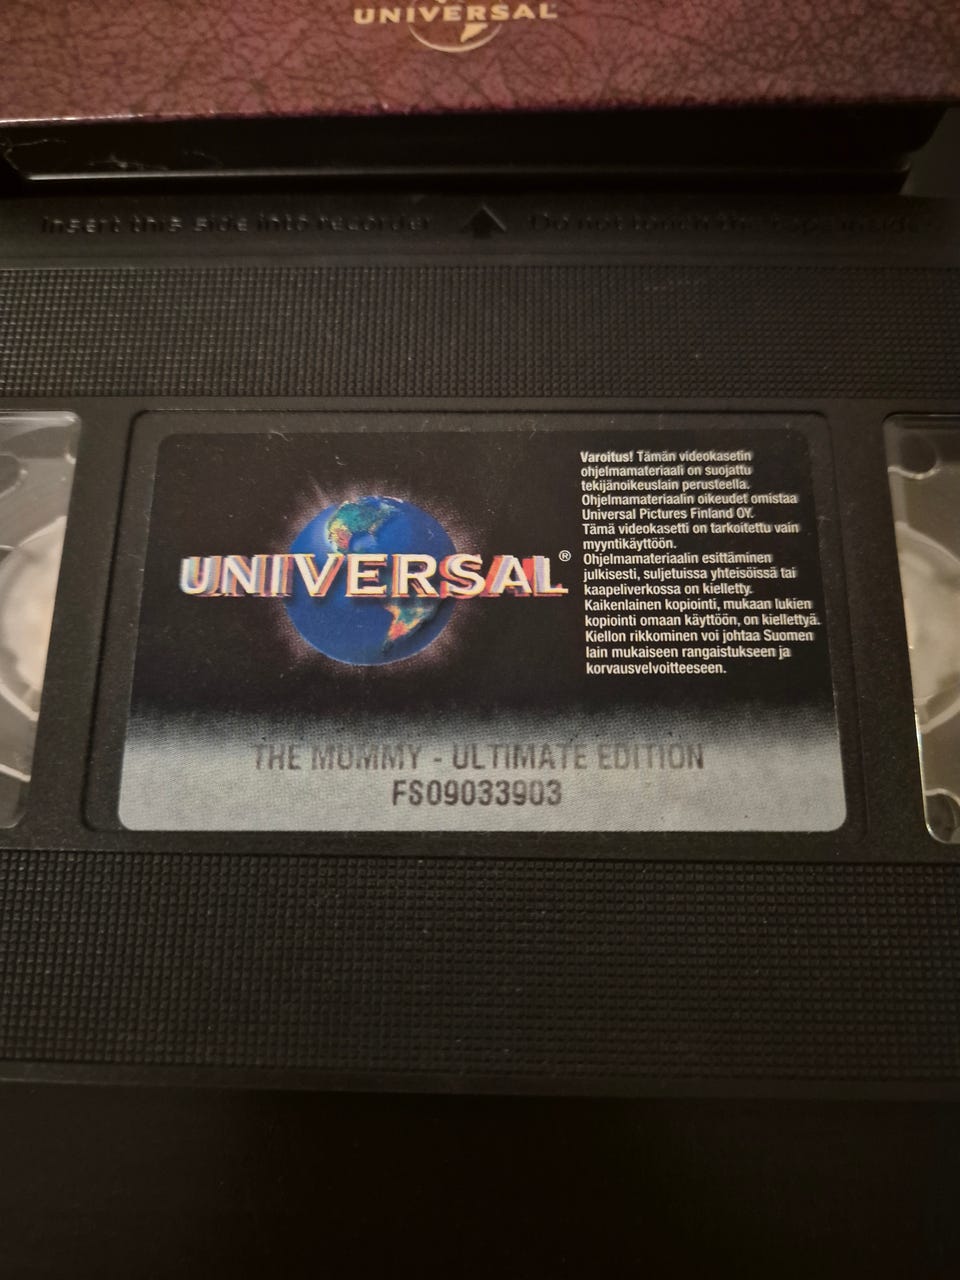 UNIVERSAL
Insert this side into recorder Do not touch the tape inside
UNIVERSAL®
Varoitus! Tämän videokasetin
ohjelmamateriaali on suojattu
tekijänoikeuslain perusteella.
Ohjelmamateriaalin oikeudet omistaa
Universal Pictures Finland OY.
Tämä videokasetti on tarkoitettu vain
myyntikäyttöön.
Ohjelmamateriaalin esittäminen
julkisesti, suljetuissa yhteisöissä tai
kaapeliverkossa on kielletty.
Kaikenlainen kopiointi, mukaan lukien
kopiointi omaan käyttöön, on kiellettyä.
Kiellon rikkominen voi johtaa Suomen
lain mukaiseen rangaistukseen ja
korvausvelvoitteeseen.
THE MUMMY - ULTIMATE EDITION
FS09033903